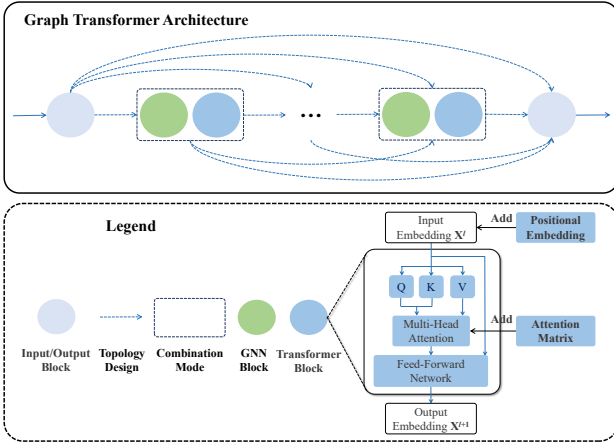 Graph Transformer Architecture
...
Legend
Input/Output
Block
Topology
Design
Combination
Mode
GNN
Block
Transformer
Block
Input
Embedding X^l
Add
Positional
Embedding
Q
K
V
Multi-Head
Attention
Add
Attention
Matrix
Feed-Forward
Network
Output
Embedding X^{l+1}